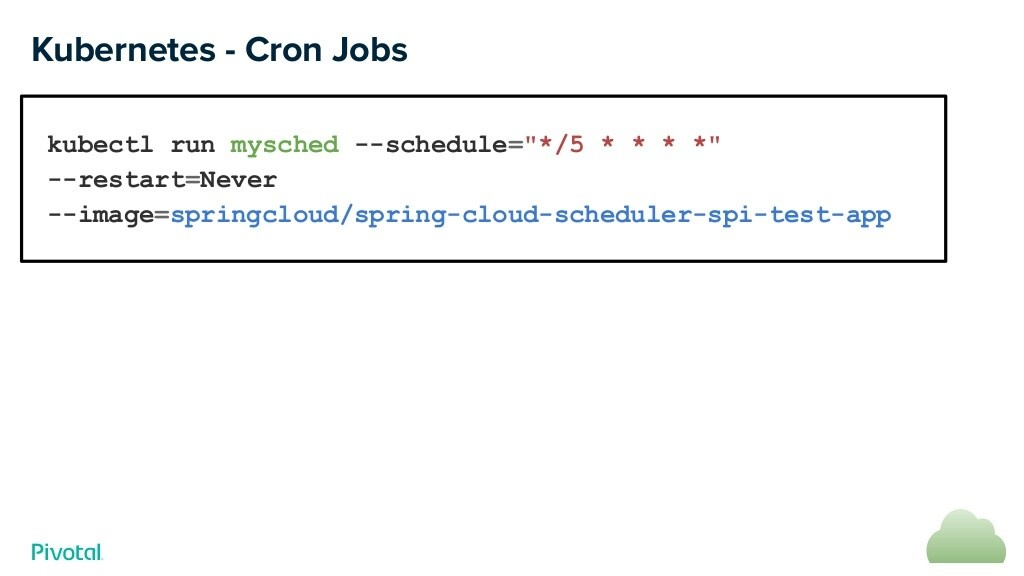 Kubernetes - Cron Jobs
kubectl run mysched --schedule="*/5 * * * *"
--restart=Never
--image=springcloud/spring-cloud-scheduler-spi-test-app
Pivotal